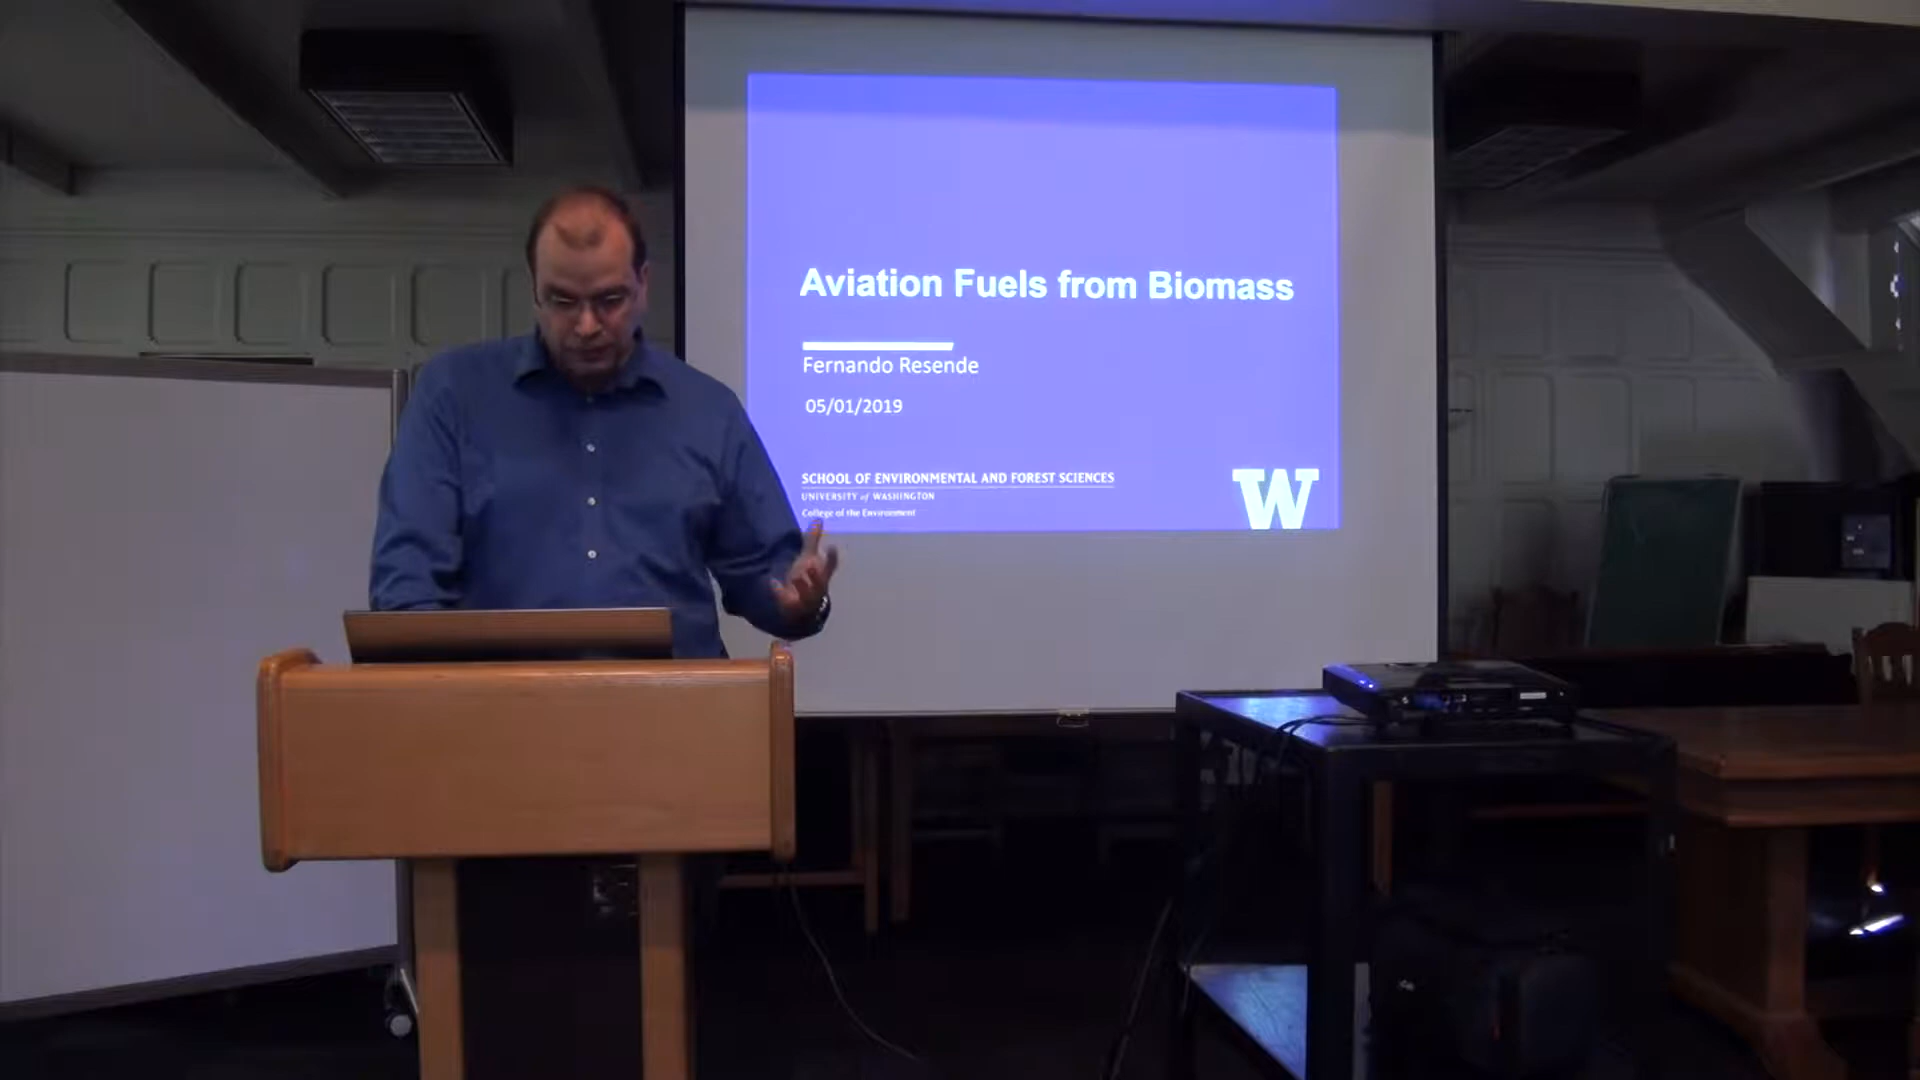 Aviation Fuels from Biomass
Fernando Resende
05/01/2019
SCHOOL OF ENVIRONMENTAL AND FOREST SCIENCES
UNIVERSITY of WASHINGTON
College of the Environment
W